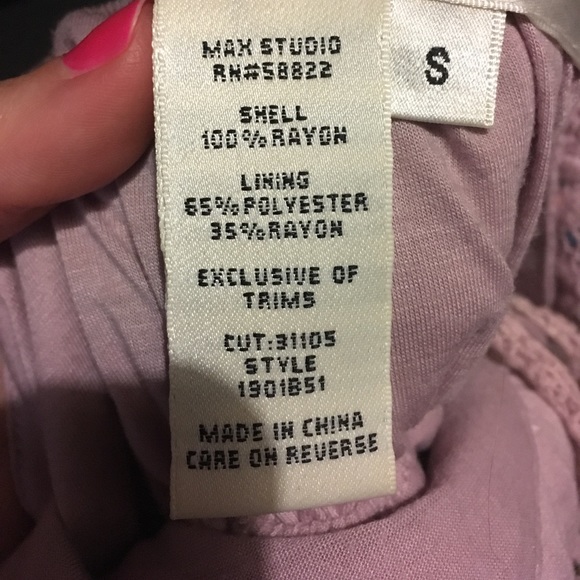 MAX STUDIO
RN#58822
SHELL
100% RAYON
LINING
65% POLYESTER
35% RAYON
EXCLUSIVE OF
TRIMS
CUT:31105
STYLE
1901B51
MADE IN CHINA
CARE ON REVERSE
S